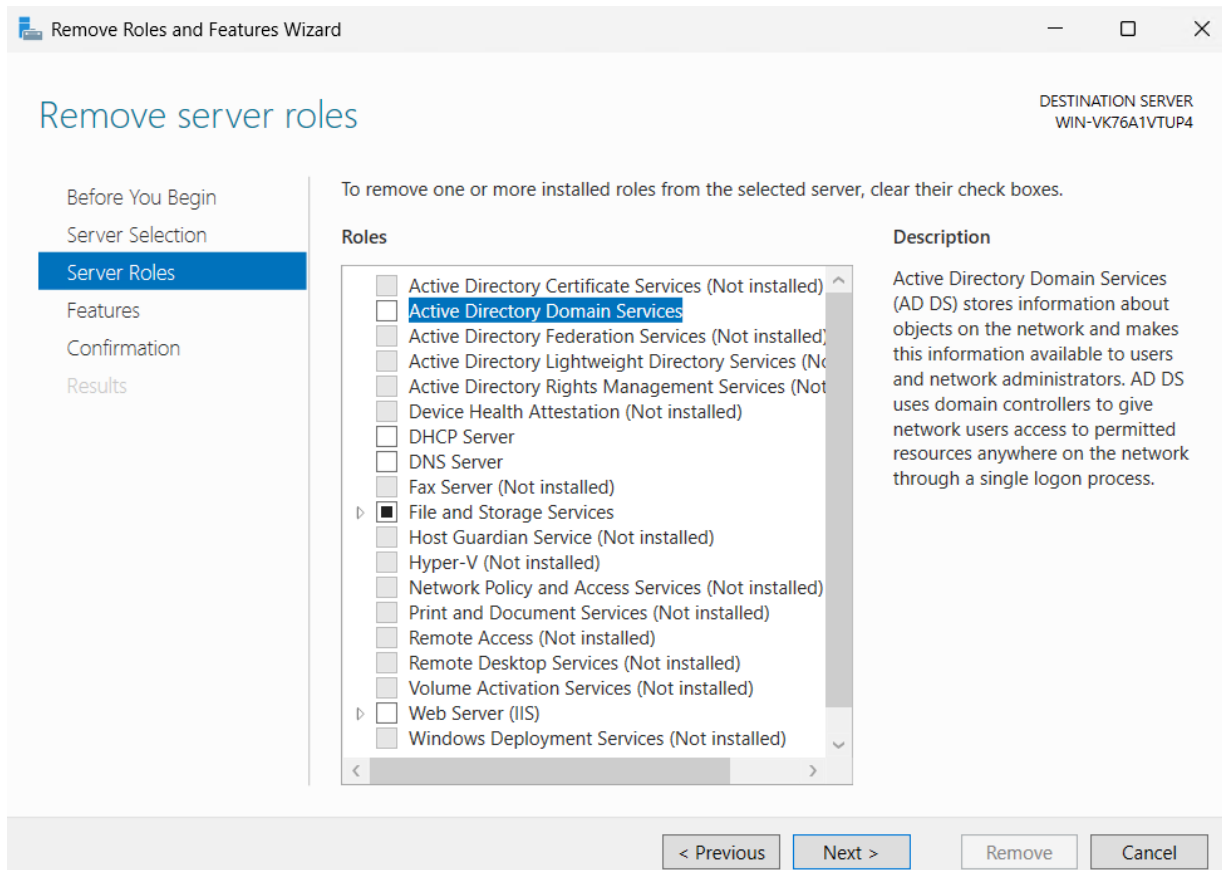 Remove Roles and Features Wizard
Remove server roles
DESTINATION SERVER
WIN-VK76A1VTUP4
Before You Begin
Server Selection
Server Roles
Features
Confirmation
Results
To remove one or more installed roles from the selected server, clear their check boxes.
Roles
Active Directory Certificate Services (Not installed)
Active Directory Domain Services
Active Directory Federation Services (Not installed)
Active Directory Lightweight Directory Services (No
Active Directory Rights Management Services (Not
Device Health Attestation (Not installed)
DHCP Server
DNS Server
Fax Server (Not installed)
File and Storage Services
Host Guardian Service (Not installed)
Hyper-V (Not installed)
Network Policy and Access Services (Not installed)
Print and Document Services (Not installed)
Remote Access (Not installed)
Remote Desktop Services (Not installed)
Volume Activation Services (Not installed)
Web Server (IIS)
Windows Deployment Services (Not installed)
Description
Active Directory Domain Services
(AD DS) stores information about
objects on the network and makes
this information available to users
and network administrators. AD DS
uses domain controllers to give
network users access to permitted
resources anywhere on the network
through a single logon process.
< Previous
Next >
Remove
Cancel